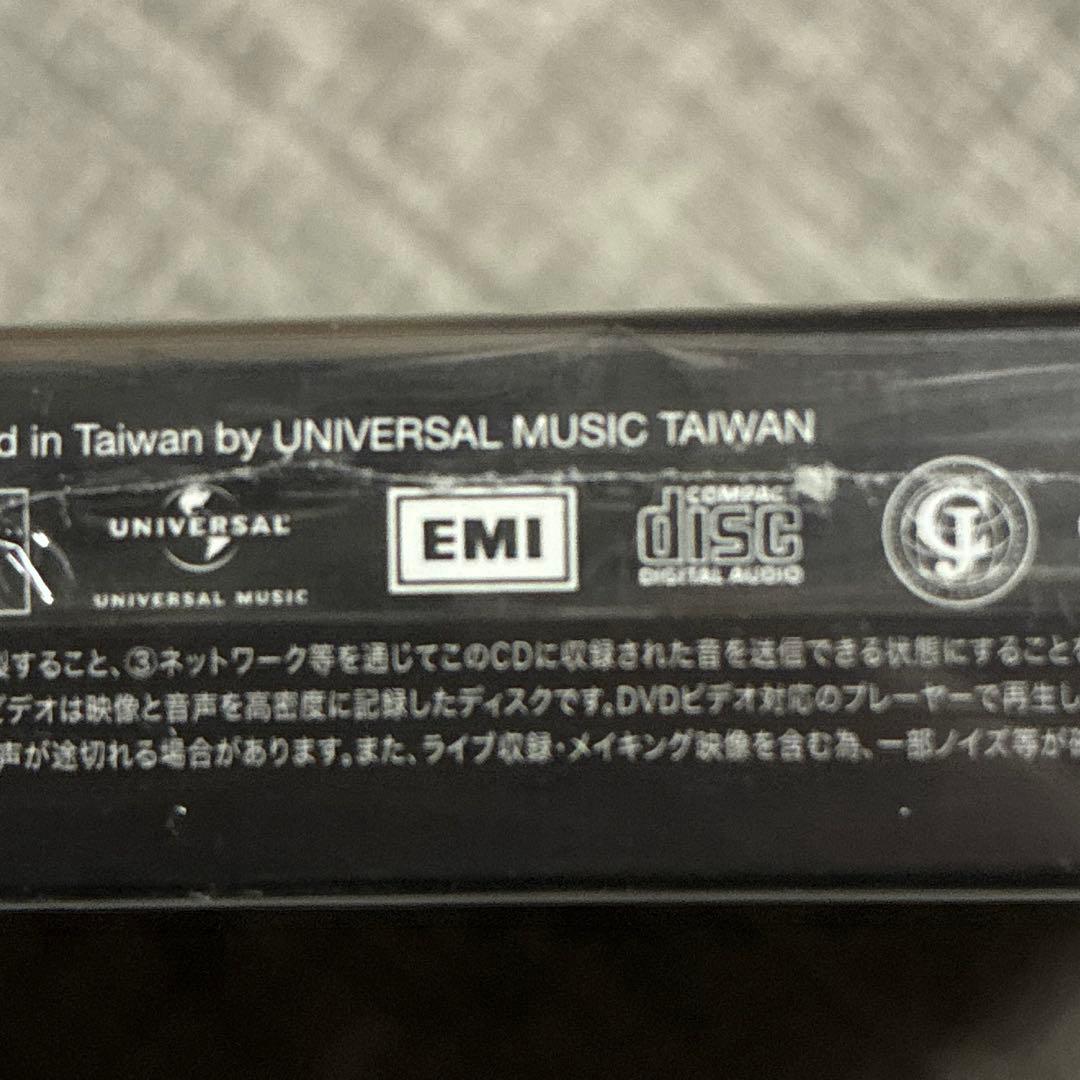 d in Taiwan by UNIVERSAL MUSIC TAIWAN
UNIVERSAL
UNIVERSAL MUSIC
EMI
COMPACT
disc
DIGITAL AUDIO
すること、③ネットワーク等を通じてこのCDに収録された音を送信できる状態にすることを
ビデオは映像と音声を高密度に記録したディスクです。DVDビデオ対応のプレーヤーで再生し
声が途切れる場合があります。また、ライブ収録・メイキング映像を含む為、一部ノイズ等が